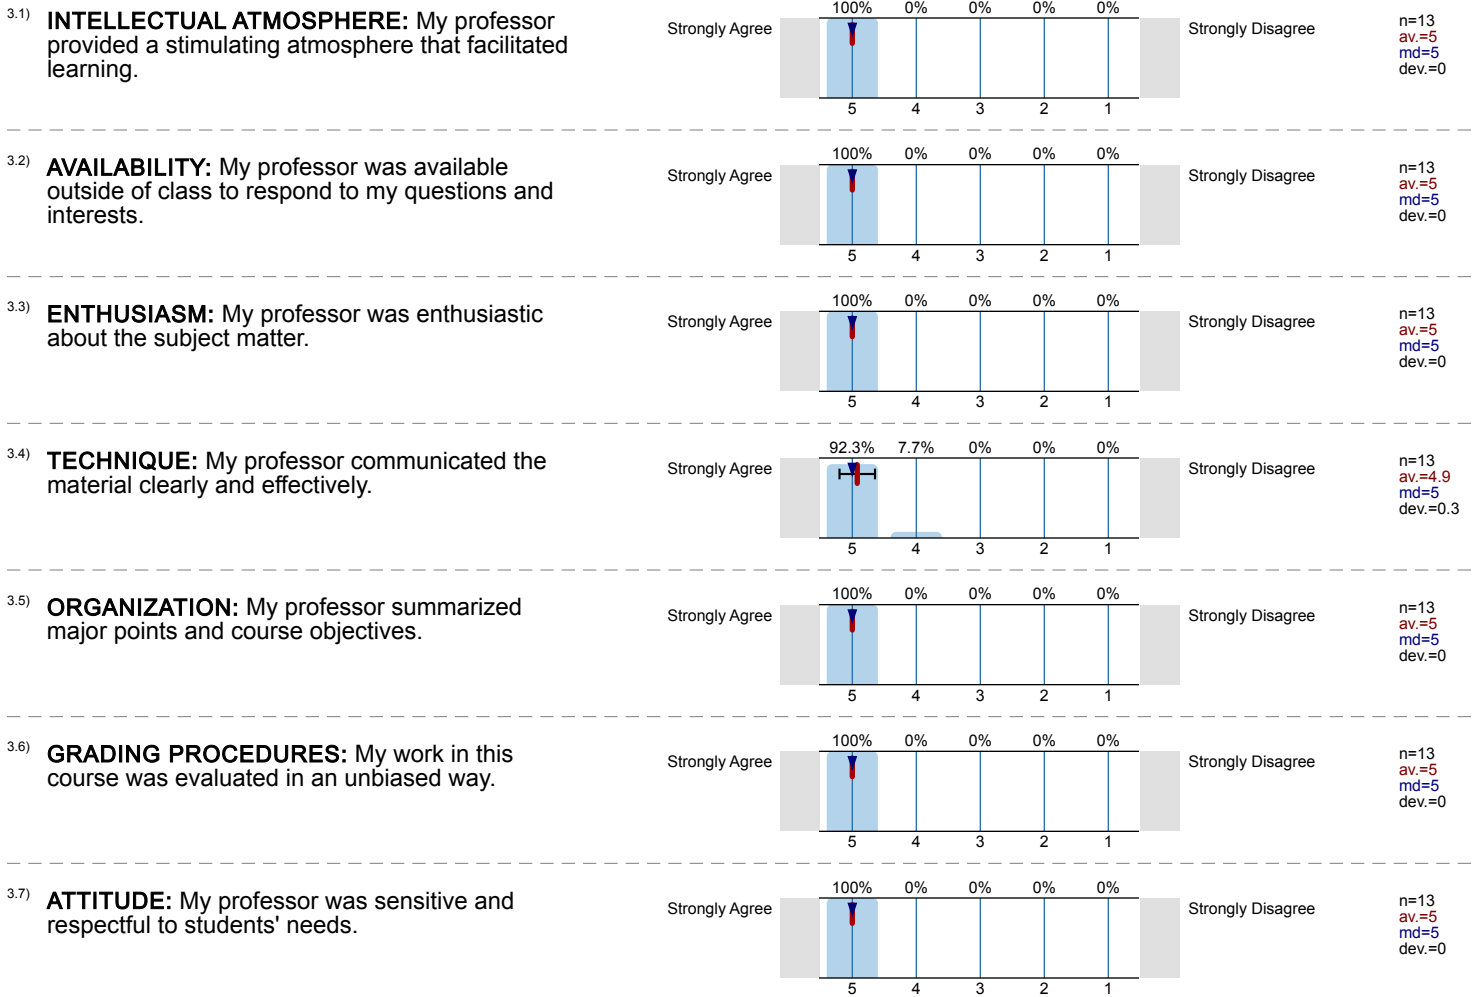 3.1) INTELLECTUAL ATMOSPHERE: My professor
provided a stimulating atmosphere that facilitated
learning.
Strongly Agree
100% 0% 0% 0% 0%
5 4 3 2 1
Strongly Disagree
n=13
av.=5
md=5
dev.=0
3.2) AVAILABILITY: My professor was available
outside of class to respond to my questions and
interests.
Strongly Agree
100% 0% 0% 0% 0%
5 4 3 2 1
Strongly Disagree
n=13
av.=5
md=5
dev.=0
3.3) ENTHUSIASM: My professor was enthusiastic
about the subject matter.
Strongly Agree
100% 0% 0% 0% 0%
5 4 3 2 1
Strongly Disagree
n=13
av.=5
md=5
dev.=0
3.4) TECHNIQUE: My professor communicated the
material clearly and effectively.
Strongly Agree
92.3% 7.7% 0% 0% 0%
5 4 3 2 1
Strongly Disagree
n=13
av.=4.9
md=5
dev.=0.3
3.5) ORGANIZATION: My professor summarized
major points and course objectives.
Strongly Agree
100% 0% 0% 0% 0%
5 4 3 2 1
Strongly Disagree
n=13
av.=5
md=5
dev.=0
3.6) GRADING PROCEDURES: My work in this
course was evaluated in an unbiased way.
Strongly Agree
100% 0% 0% 0% 0%
5 4 3 2 1
Strongly Disagree
n=13
av.=5
md=5
dev.=0
3.7) ATTITUDE: My professor was sensitive and
respectful to students' needs.
Strongly Agree
100% 0% 0% 0% 0%
5 4 3 2 1
Strongly Disagree
n=13
av.=5
md=5
dev.=0